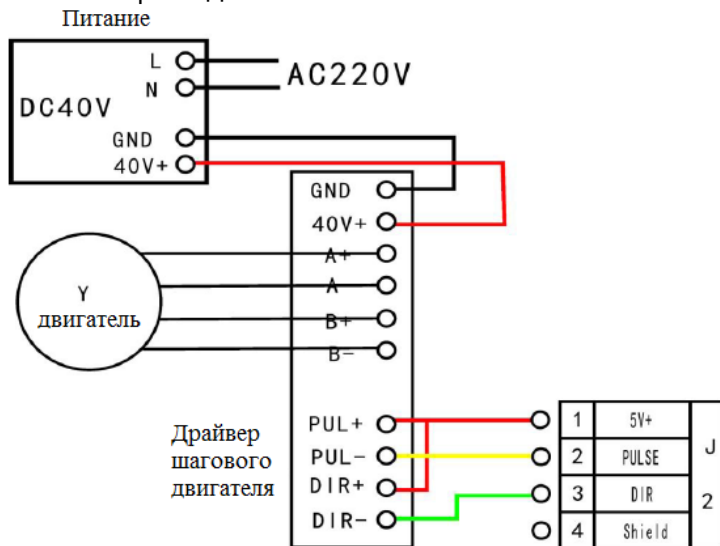 Питание
L
N
AC220V
DC40V
GND
40V+
GND
40V+
A+
A
B+
B-
Y
двигатель
Драйвер
шагового
двигателя
PUL+
PUL-
DIR+
DIR-
1 5V+
2 PULSE
3 DIR
4 Shield
J
2